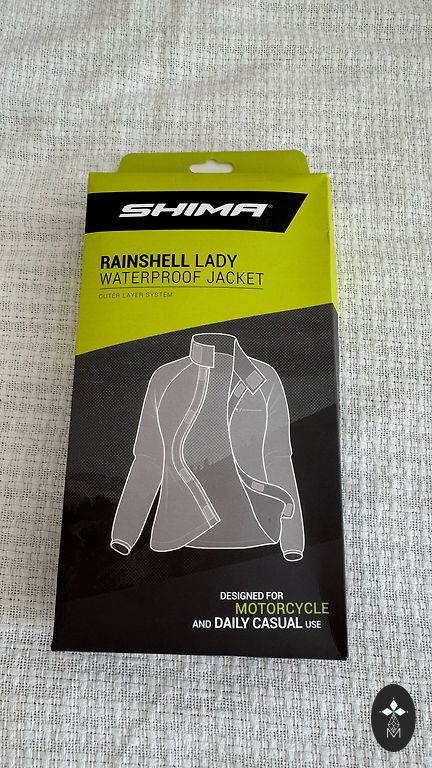 SHIMA
RAINSHELL LADY
WATERPROOF JACKET
OUTER LAYER SYSTEM
DESIGNED FOR
MOTORCYCLE
AND DAILY CASUAL USE